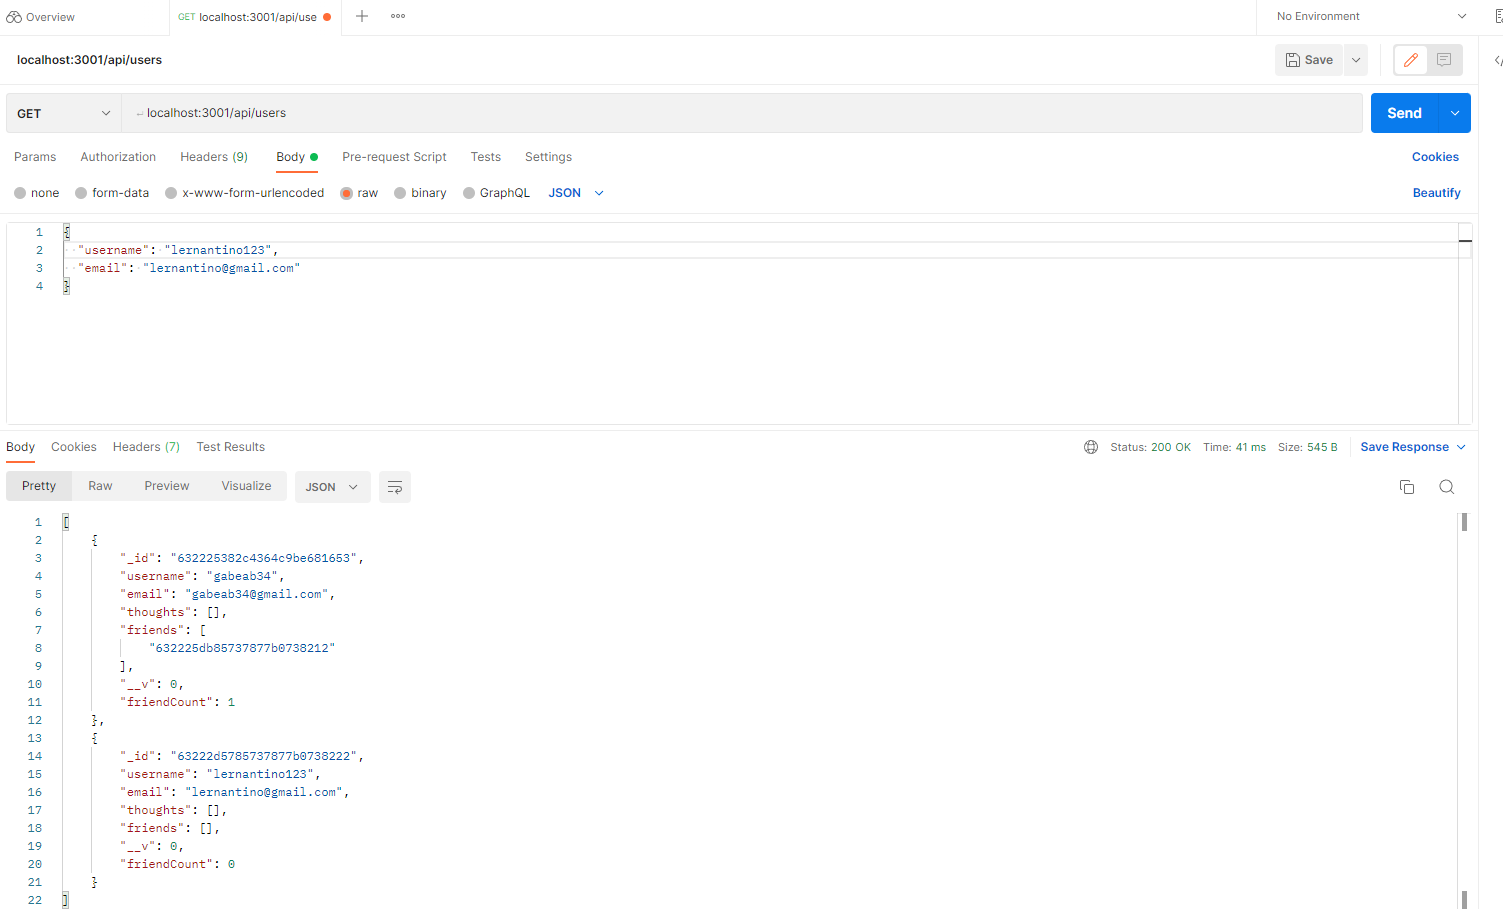 Overview
GET localhost:3001/api/use
No Environment
localhost:3001/api/users
Save
GET
localhost:3001/api/users
Send
Params Authorization Headers (9) Body Pre-request Script Tests Settings Cookies
none form-data x-www-form-urlencoded raw binary GraphQL JSON Beautify
1 {
2 "username": "lernantino123",
3 "email": "lernantino@gmail.com"
4 }
Body Cookies Headers (7) Test Results Status: 200 OK Time: 41 ms Size: 545 B Save Response
Pretty Raw Preview Visualize JSON
1 [
2 {
3 "_id": "632225382c4364c9be681653",
4 "username": "gabeab34",
5 "email": "gabeab34@gmail.com",
6 "thoughts": [],
7 "friends": [
8 "632225db85737877b0738212"
9 ],
10 "__v": 0,
11 "friendCount": 1
12 },
13 {
14 "_id": "63222d5785737877b0738222",
15 "username": "lernantino123",
16 "email": "lernantino@gmail.com",
17 "thoughts": [],
18 "friends": [],
19 "__v": 0,
20 "friendCount": 0
21 }
22 ]